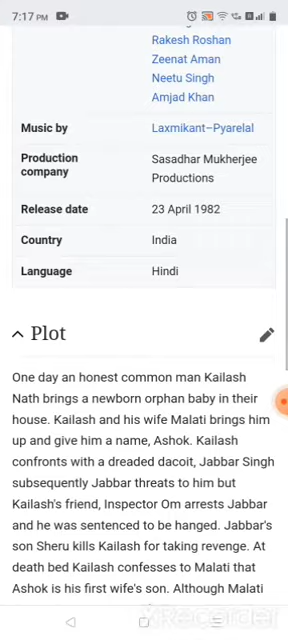 7:17 PM
Rakesh Roshan
Zeenat Aman
Neetu Singh
Amjad Khan
Music by Laxmikant–Pyarelal
Production Sasadhar Mukherjee
company Productions
Release date 23 April 1982
Country India
Language Hindi
Plot
One day an honest common man Kailash
Nath brings a newborn orphan baby in their
house. Kailash and his wife Malati brings him
up and give him a name, Ashok. Kailash
confronts with a dreaded dacoit, Jabbar Singh
subsequently Jabbar threats to him but
Kailash's friend, Inspector Om arrests Jabbar
and he was sentenced to be hanged. Jabbar's
son Sheru kills Kailash for taking revenge. At
death bed Kailash confesses to Malati that
Ashok is his first wife's son. Although Malati
XRecorder